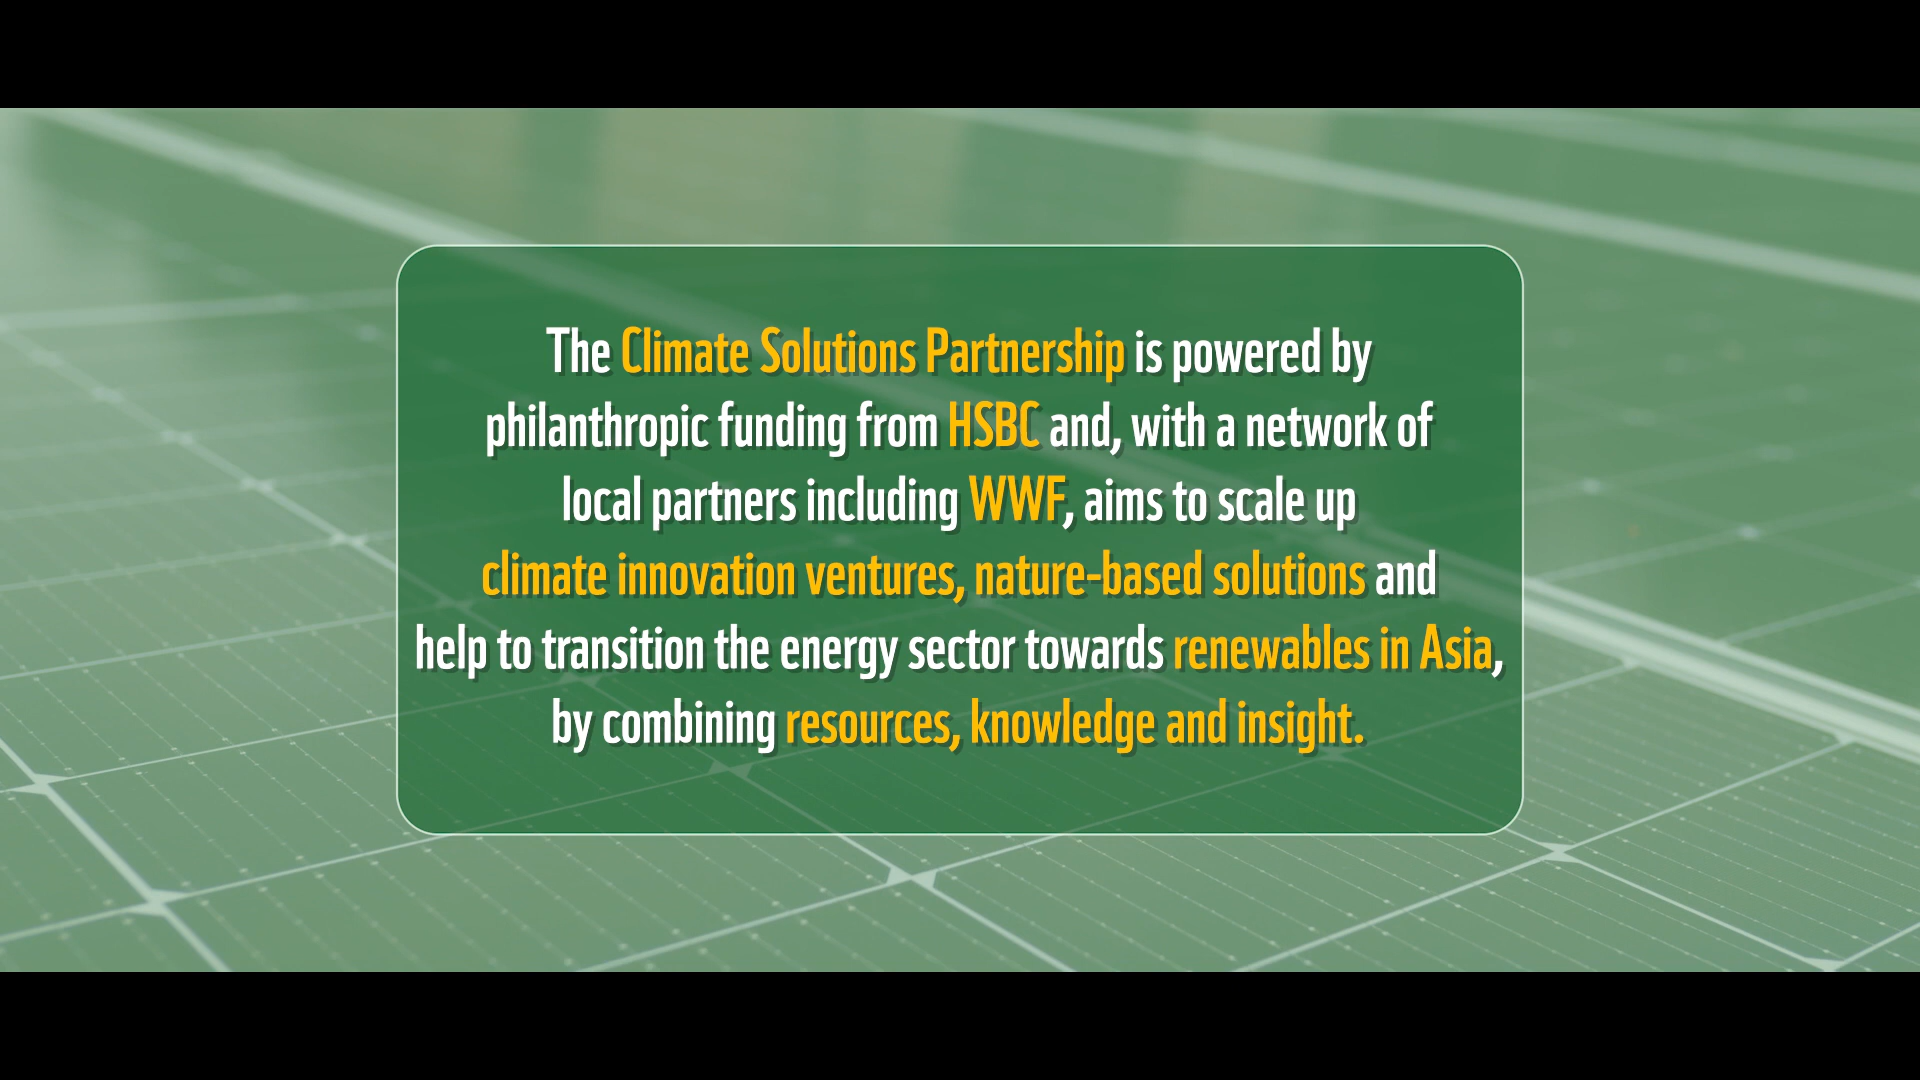 The Climate Solutions Partnership is powered by
philanthropic funding from HSBC and, with a network of
local partners including WWF, aims to scale up
climate innovation ventures, nature-based solutions and
help to transition the energy sector towards renewables in Asia,
by combining resources, knowledge and insight.